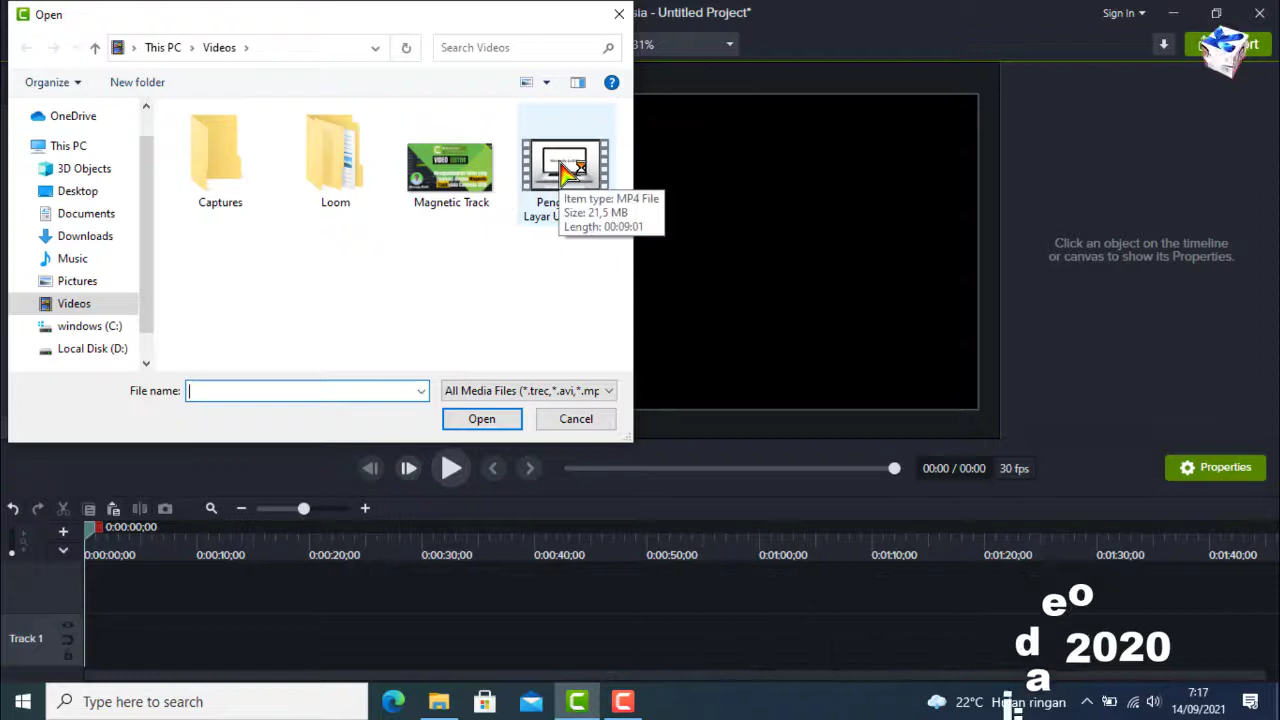 Open
sia - Untitled Project*
Sign In
This PC
Videos
Search Videos
31%
Organize
New folder
OneDrive
This PC
3D Objects
Desktop
Documents
Downloads
Music
Pictures
Videos
windows (C:)
Local Disk (D:)
VIDEO
Captures
Loom
Magnetic Track
Item type: MP4 File
Size: 21,5 MB
Length: 00:09:01
Click an object on the timeline
or canvas to show its Properties.
File name:
All Media Files (*.trec,*.avi,*.mp
Open
Cancel
00:00 / 00:00
30 fps
Properties
0:00:00;00
0:00:00;00
0:00:10;00
0:00:20;00
0:00:30;00
0:00:40;00
0:00:50;00
0:01:00;00
0:01:10;00
0:01:20;00
0:01:30;00
0:01:40;00
Track 1
e o
d 2020
a
Type here to search
22°C
Hujan ringan
7:17
14/09/2021